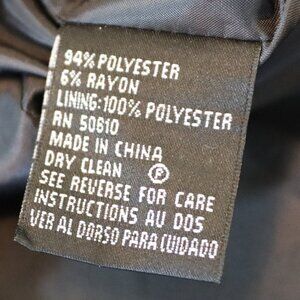 94% POLYESTER
6% RAYON
LINING: 100% POLYESTER
RN 50810
MADE IN CHINA
DRY CLEAN ®
SEE REVERSE FOR CARE
INSTRUCTIONS AU DOS
VER AL DORSO PARA CUIDADO